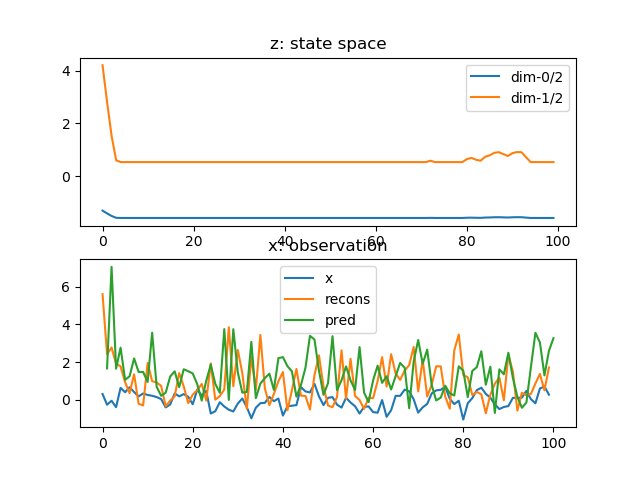 z: state space
4
2
0
dim-0/2
dim-1/2
0 20 40 60 80 100
x: observation
6
4
2
0
x
recons
pred
0 20 40 60 80 100